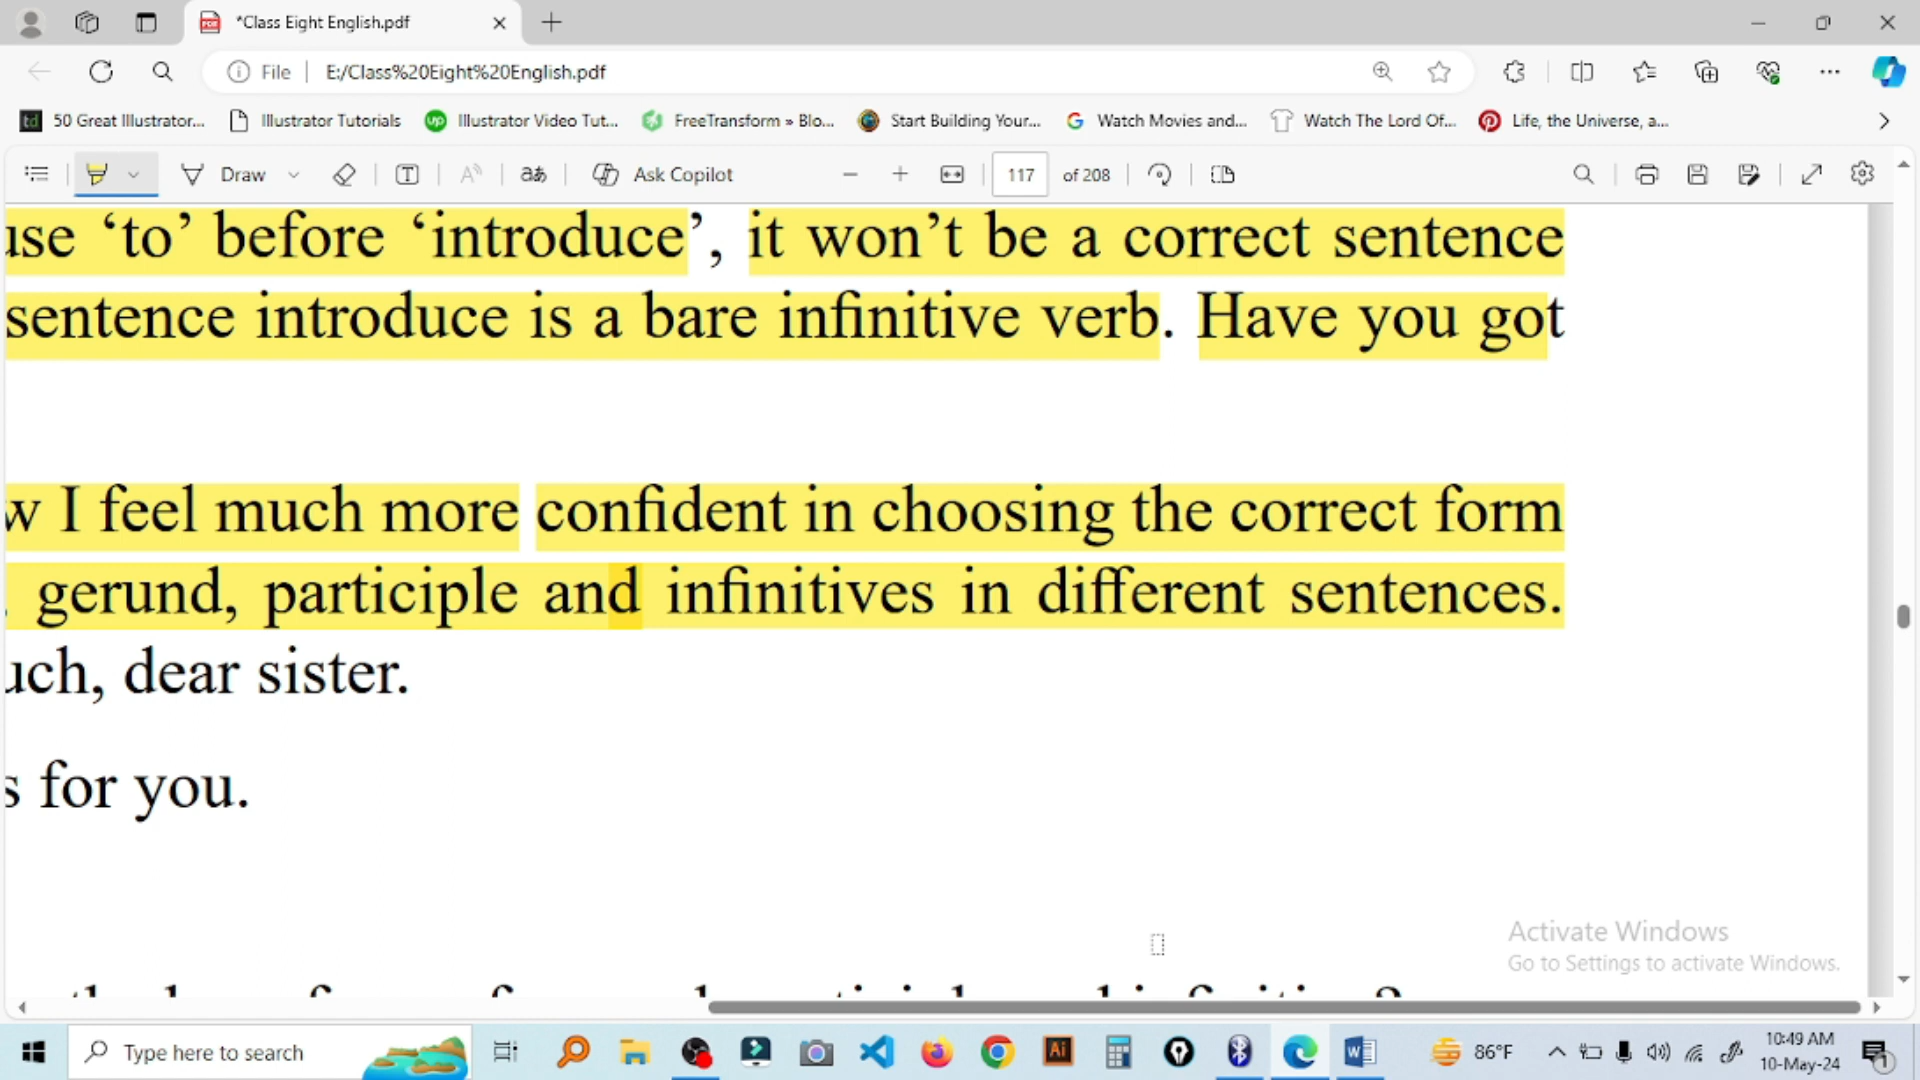 *Class Eight English.pdf
File E:/Class%20Eight%20English.pdf
50 Great Illustrator... Illustrator Tutorials Illustrator Video Tut... FreeTransform » Blo... Start Building Your... Watch Movies and... Watch The Lord Of... Life, the Universe, a...
Draw Ask Copilot 117 of 208
use ‘to’ before ‘introduce’, it won’t be a correct sentence
sentence introduce is a bare infinitive verb. Have you got
w I feel much more confident in choosing the correct form
, gerund, participle and infinitives in different sentences.
uch, dear sister.
s for you.
Activate Windows
Go to Settings to activate Windows.
Type here to search
86°F
10:49 AM
10-May-24
1